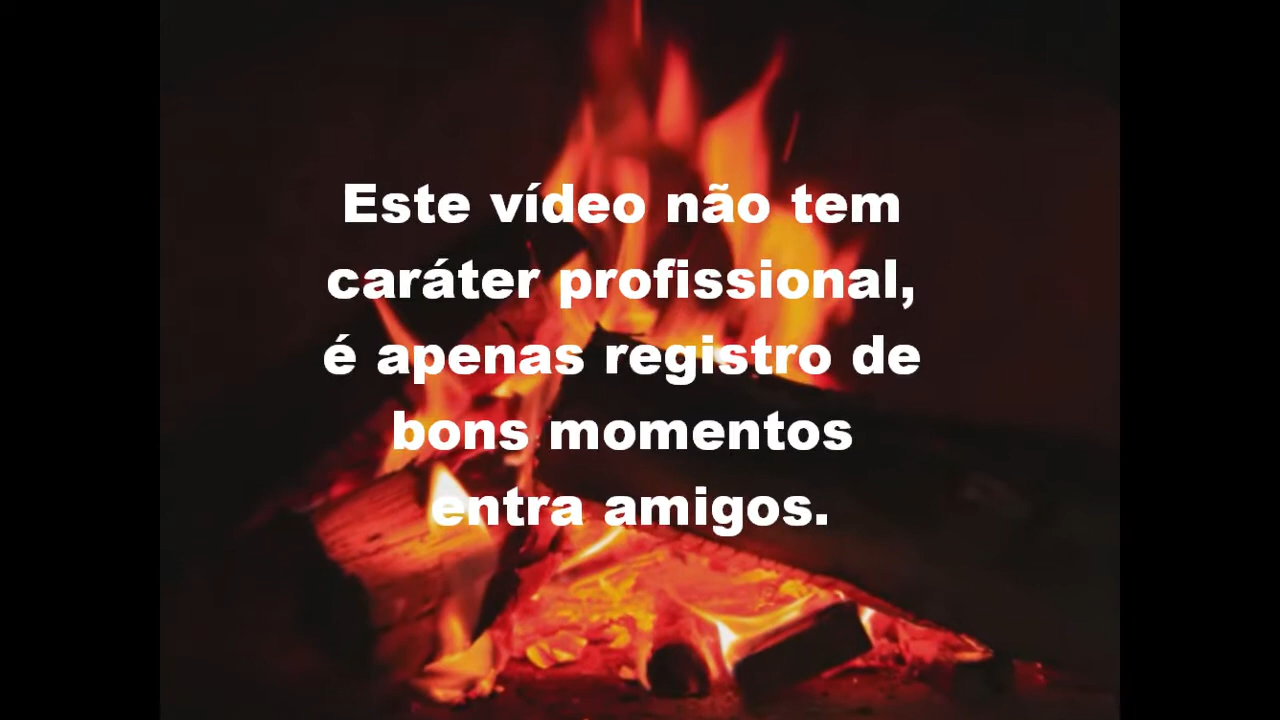 Este vídeo não tem
caráter profissional,
é apenas registro de
bons momentos
entra amigos.